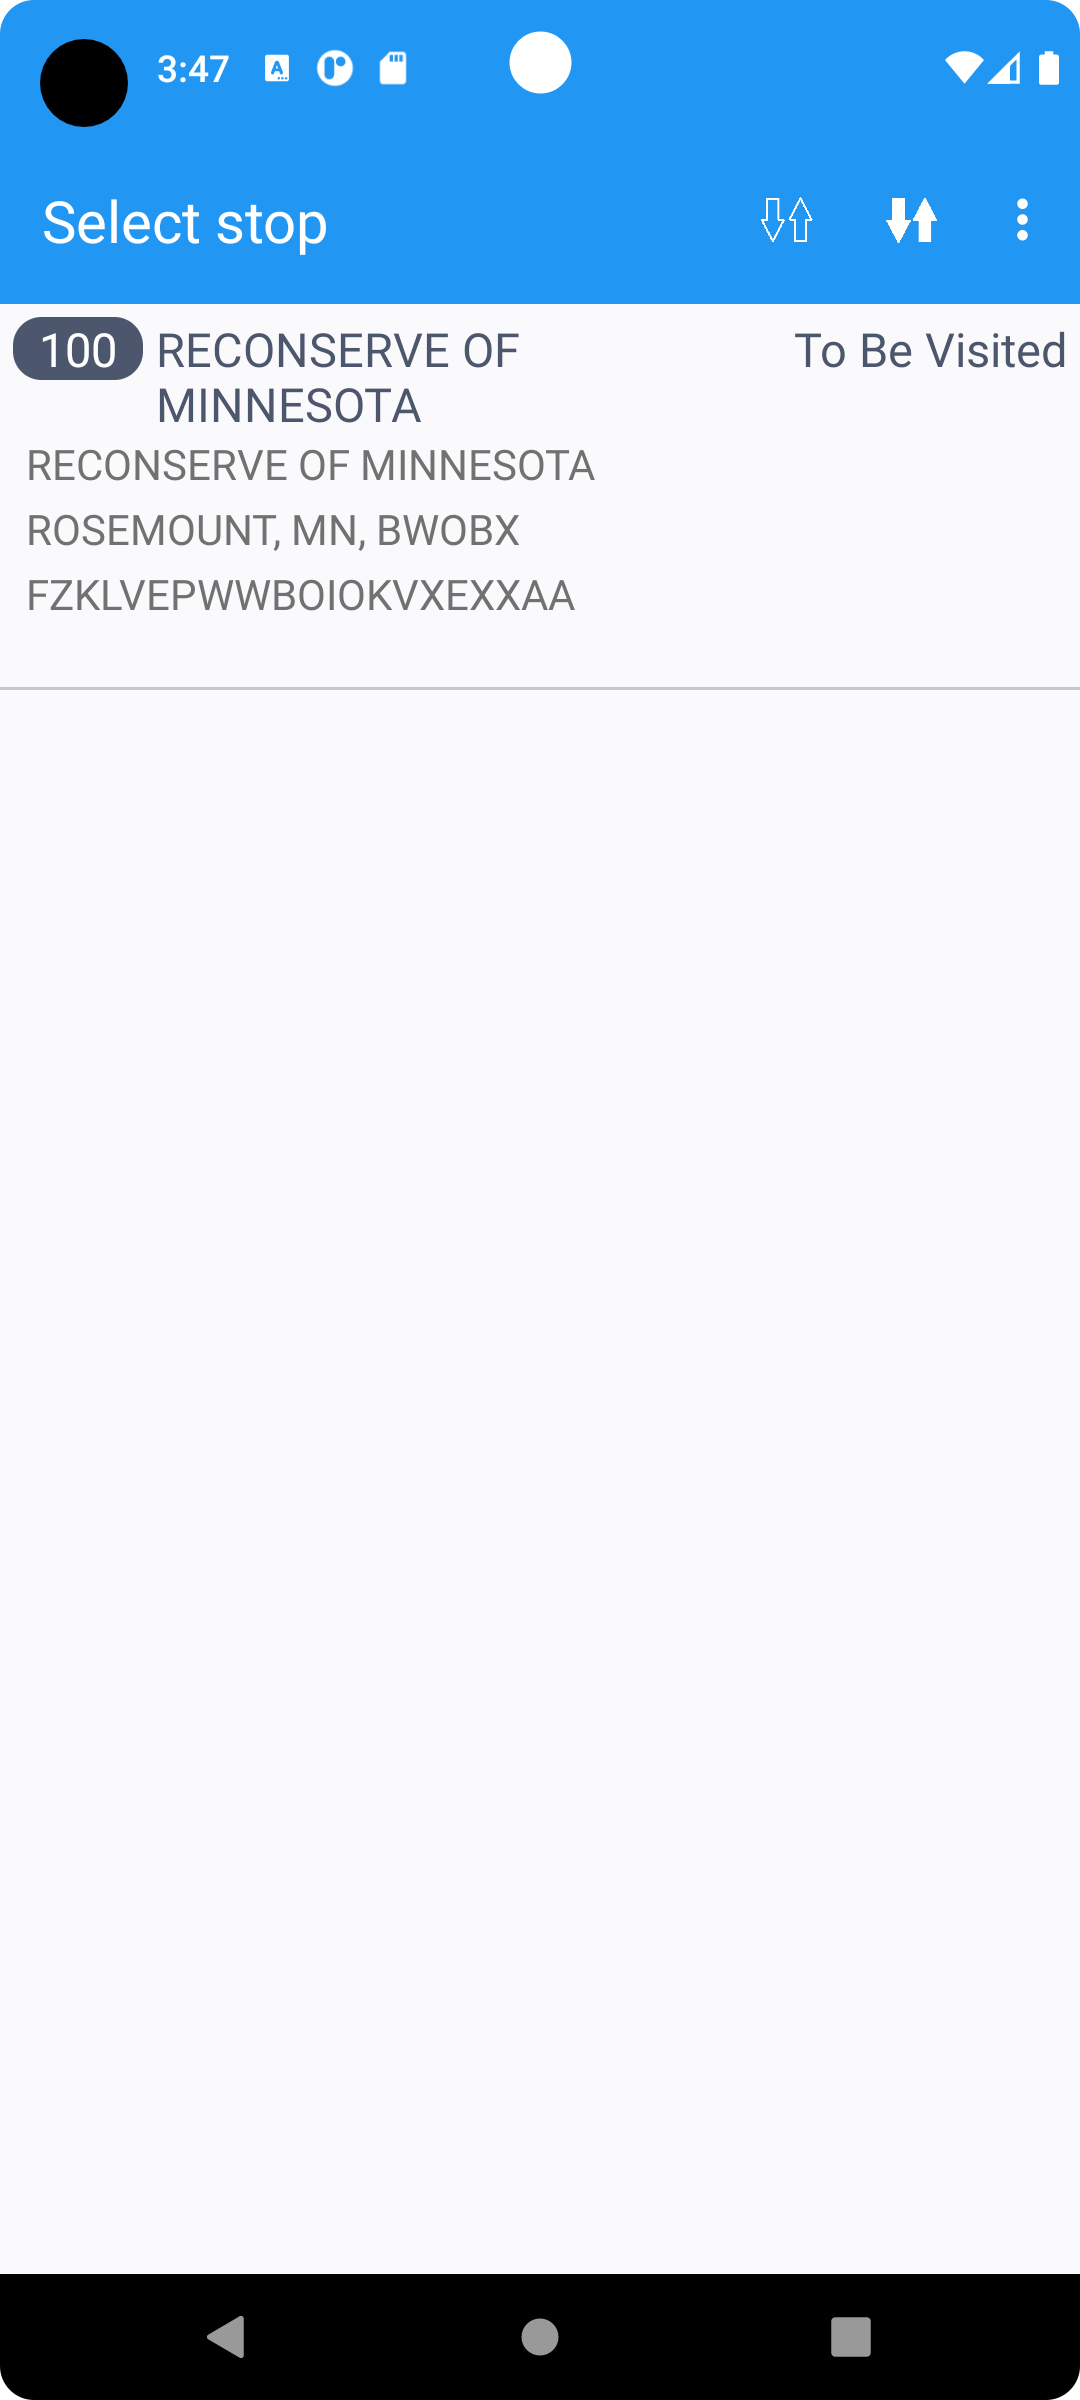 3:47
Select stop
100 RECONSERVE OF MINNESOTA To Be Visited
RECONSERVE OF MINNESOTA
ROSEMOUNT, MN, BWOBX
FZKLVEPWWBOIOKVXEXXAA